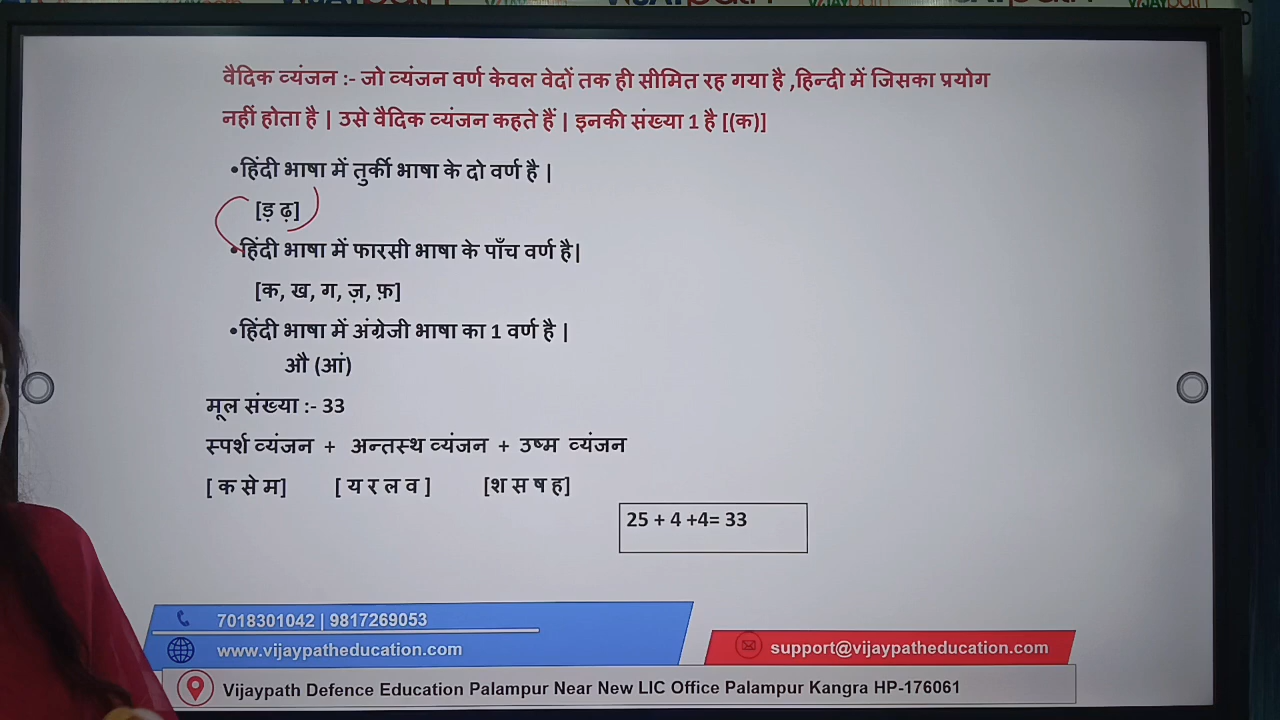 वैदिक व्यंजन :- जो व्यंजन वर्ण केवल वेदों तक ही सीमित रह गया है ,हिन्दी में जिसका प्रयोग
नहीं होता है | उसे वैदिक व्यंजन कहते हैं | इनकी संख्या 1 है [(क)]
•हिंदी भाषा में तुर्की भाषा के दो वर्ण है |
[ड़ ढ़]
•हिंदी भाषा में फारसी भाषा के पाँच वर्ण है|
[क, ख, ग, ज़, फ़]
•हिंदी भाषा में अंग्रेजी भाषा का 1 वर्ण है |
औ (आं)
मूल संख्या :- 33
स्पर्श व्यंजन + अन्तस्थ व्यंजन + उष्म व्यंजन
[ क से म] [ य र ल व ] [श स ष ह]
25 + 4 +4= 33
7018301042 | 9817269053
www.vijaypatheducation.com
support@vijaypatheducation.com
Vijaypath Defence Education Palampur Near New LIC Office Palampur Kangra HP-176061